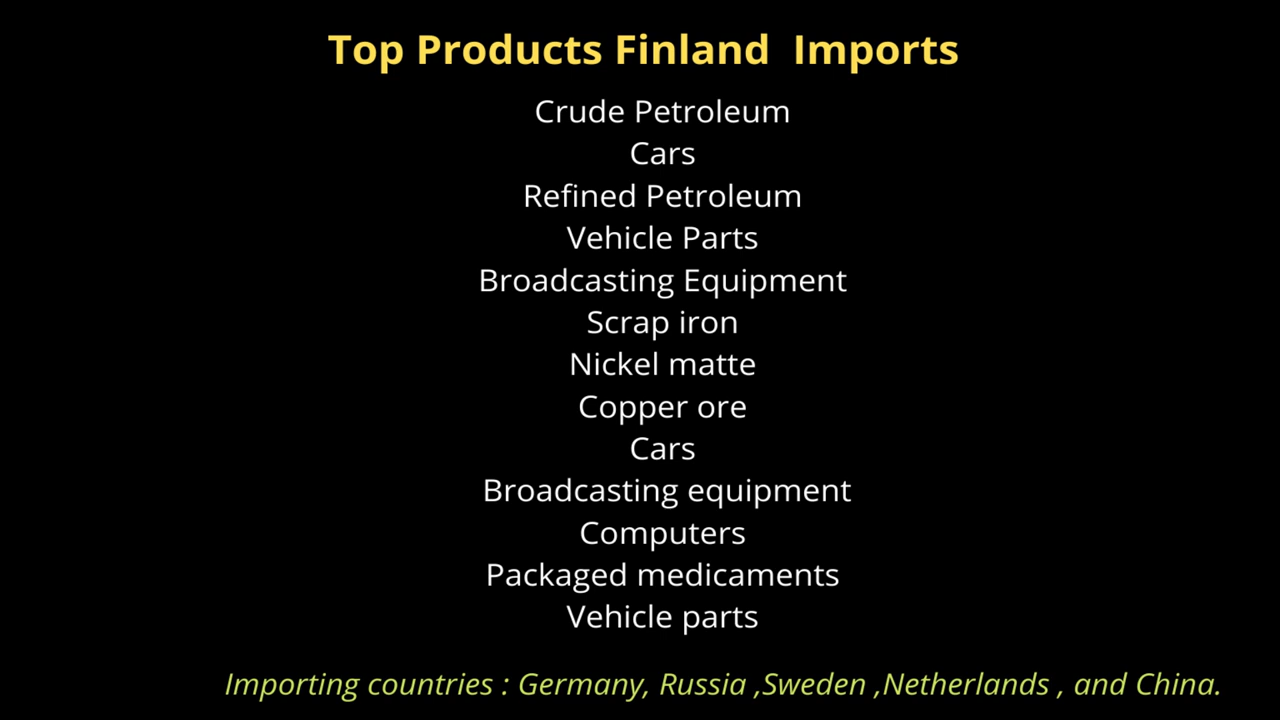 Top Products Finland  Imports
Crude Petroleum
Cars
Refined Petroleum
Vehicle Parts
Broadcasting Equipment
Scrap iron
Nickel matte
Copper ore
Cars
Broadcasting equipment
Computers
Packaged medicaments
Vehicle parts
Importing countries : Germany, Russia ,Sweden ,Netherlands , and China.